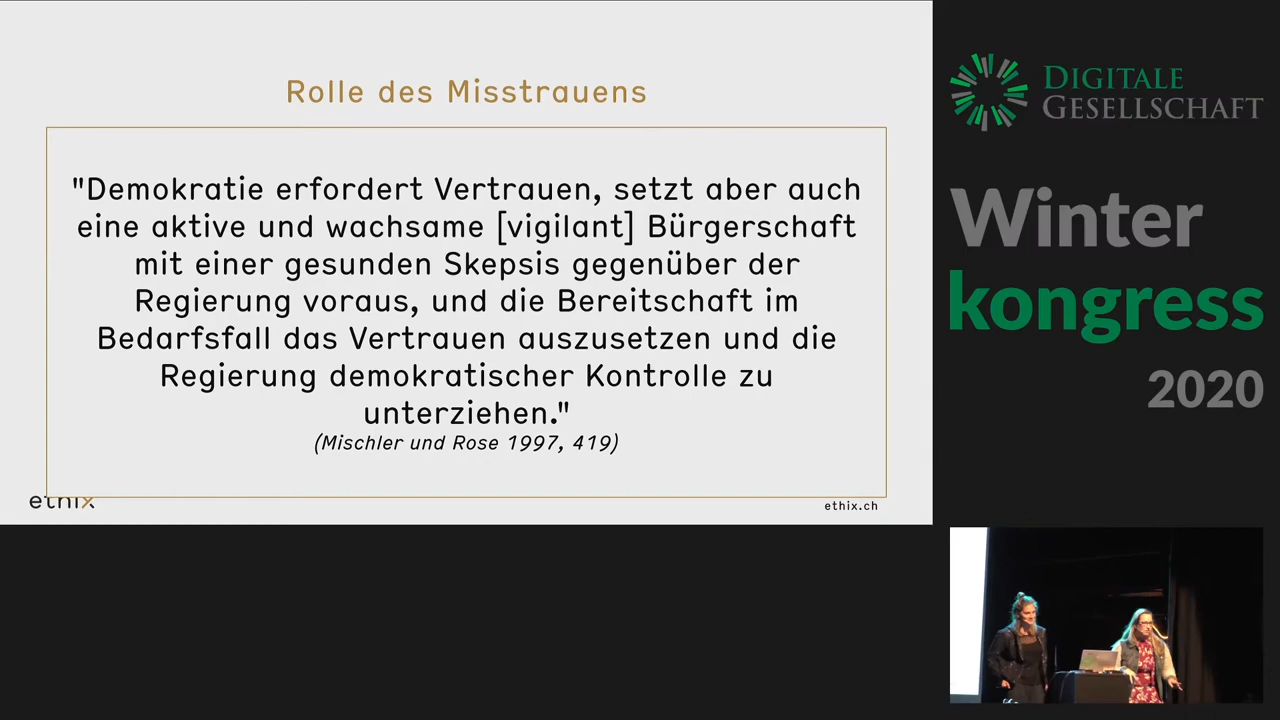 Rolle des Misstrauens
"Demokratie erfordert Vertrauen, setzt aber auch
eine aktive und wachsame [vigilant] Bürgerschaft
mit einer gesunden Skepsis gegenüber der
Regierung voraus, und die Bereitschaft im
Bedarfsfall das Vertrauen auszusetzen und die
Regierung demokratischer Kontrolle zu
unterziehen."
(Mischler und Rose 1997, 419)
ethix
ethix.ch
DIGITALE
GESELLSCHAFT
Winter
kongress
2020